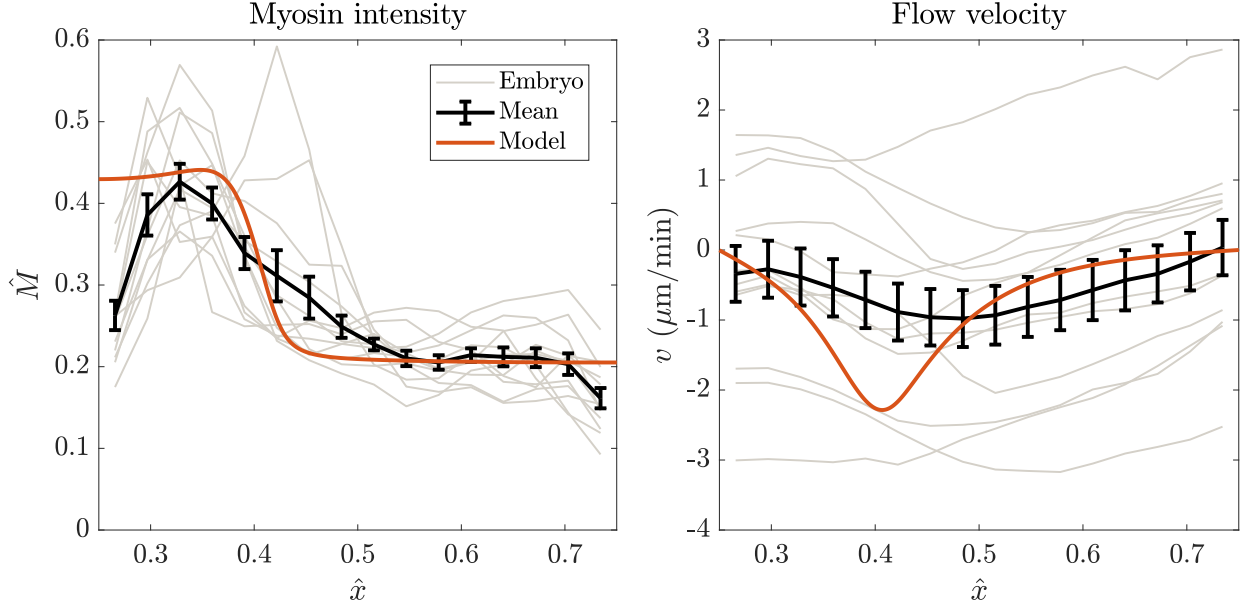 Myosin intensity
0.6
0.5
0.4
0.3
0.2
0.1
0
M̂
0.3 0.4 0.5 0.6 0.7
x̂
Embryo
Mean
Model
Flow velocity
3
2
1
0
-1
-2
-3
-4
v (μm/min)
0.3 0.4 0.5 0.6 0.7
x̂